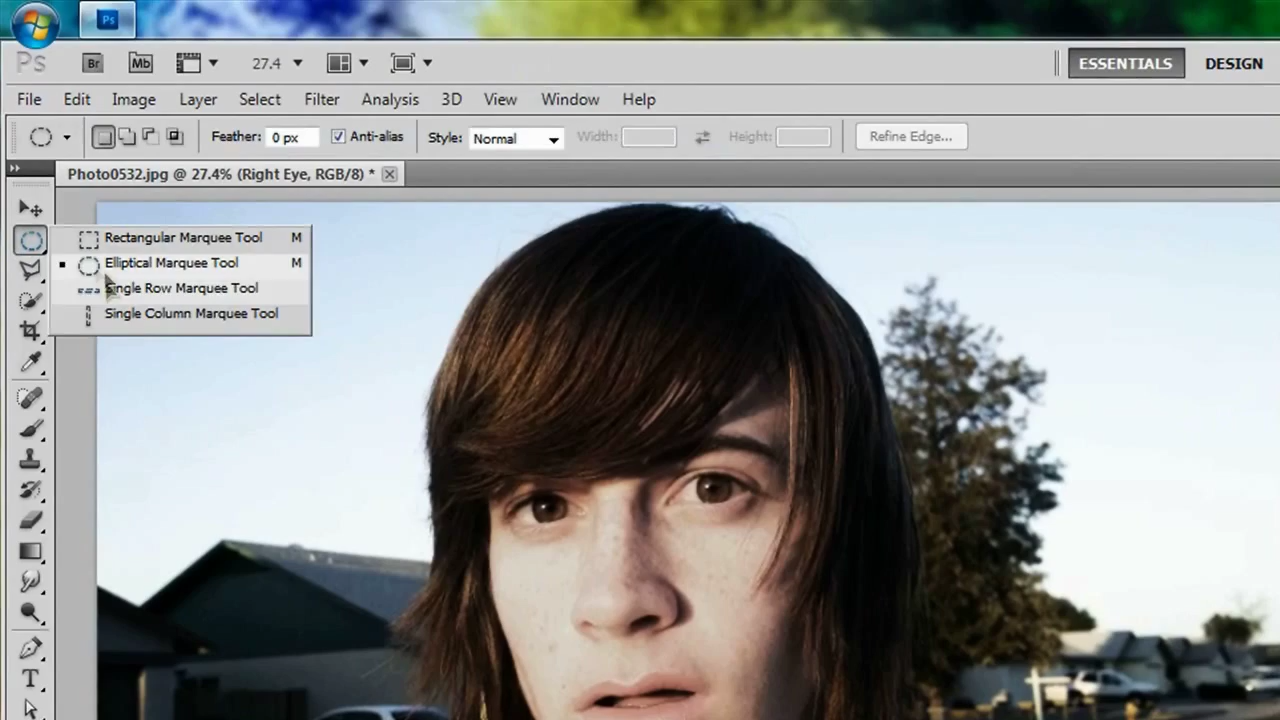 Ps
Ps Br Mb 27.4 ESSENTIALS DESIGN
File Edit Image Layer Select Filter Analysis 3D View Window Help
Feather: 0 px Anti-alias Style: Normal Width: Height: Refine Edge...
Photo0532.jpg @ 27.4% (Right Eye, RGB/8) *
Rectangular Marquee Tool M
Elliptical Marquee Tool M
Single Row Marquee Tool
Single Column Marquee Tool
T